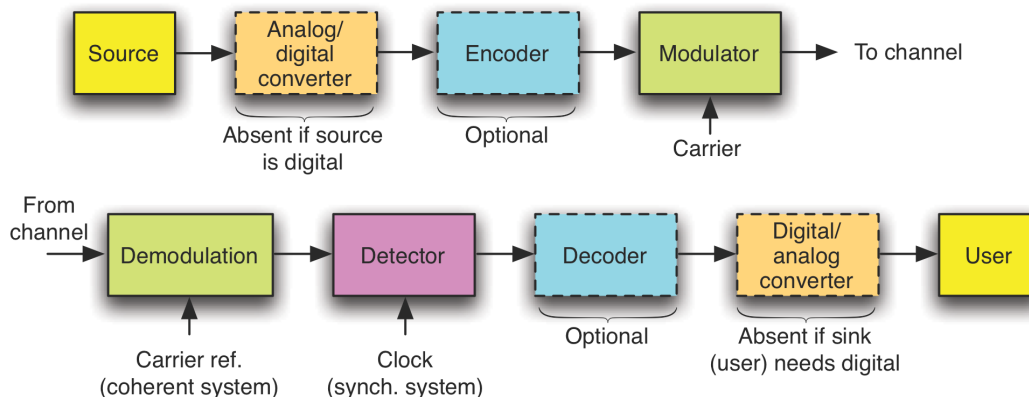 Source
Analog/
digital
converter
Encoder
Modulator
To channel
Absent if source
is digital
Optional
Carrier
From
channel
Demodulation
Detector
Decoder
Digital/
analog
converter
User
Carrier ref.
(coherent system)
Clock
(synch. system)
Optional
Absent if sink
(user) needs digital